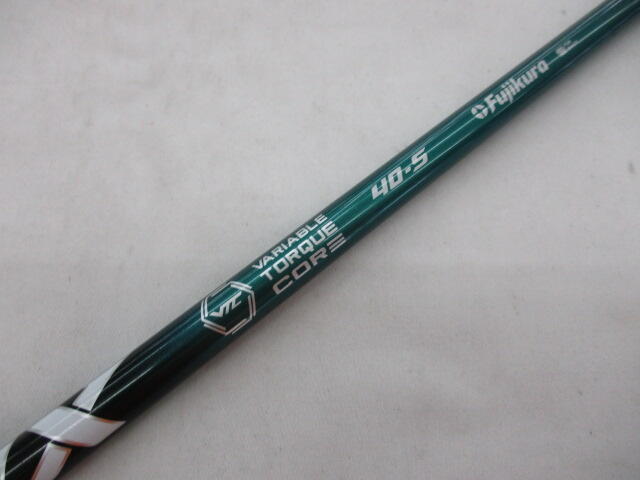 VTC
VARIABLE
TORQUE
CORE
40-S
Fujikura